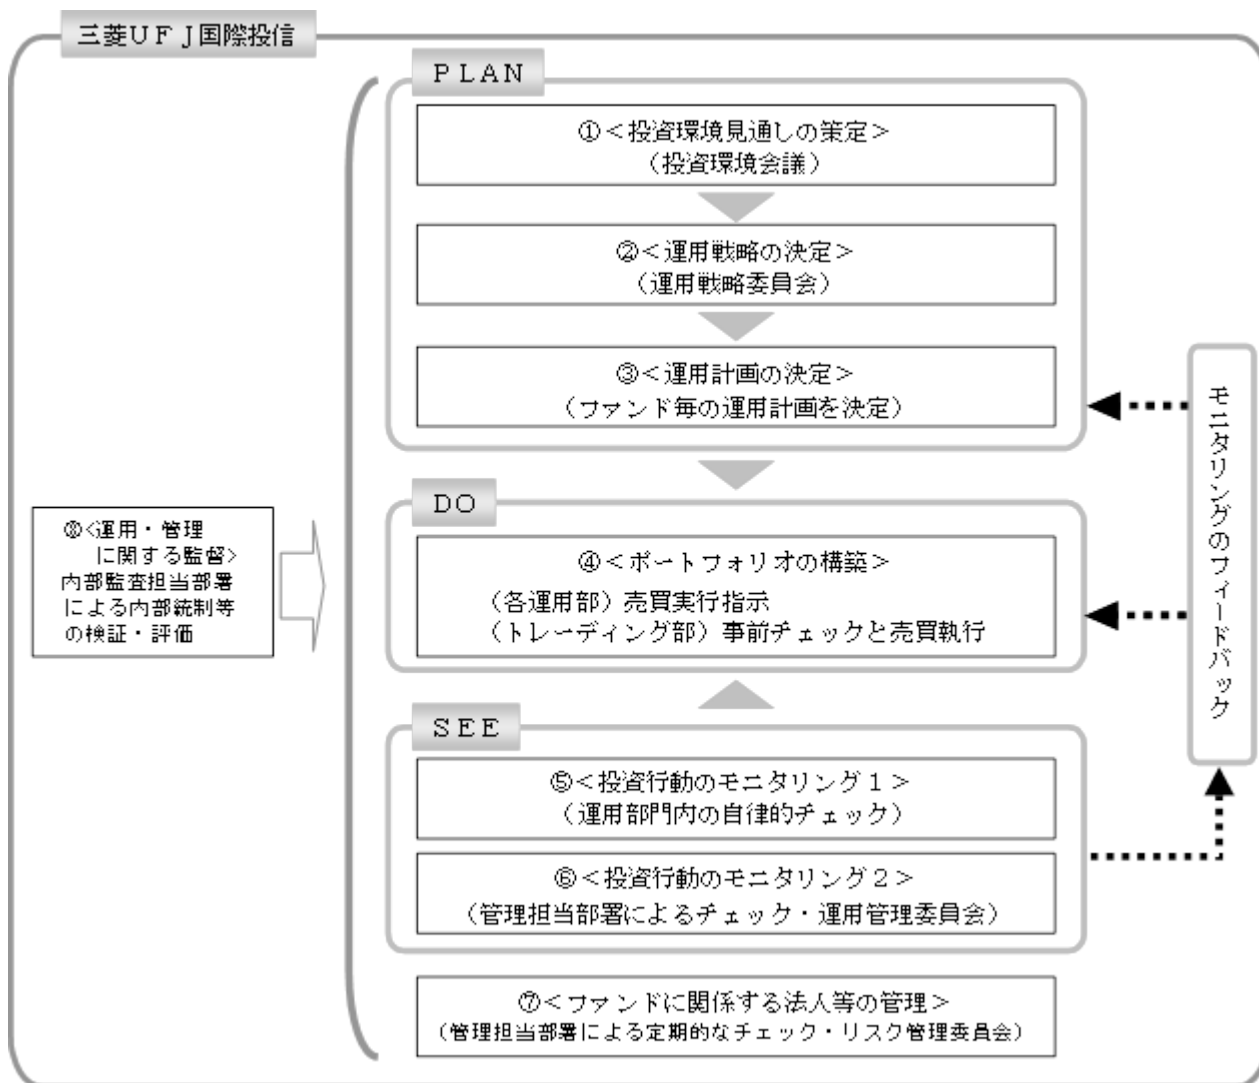 三菱ＵＦＪ国際投信
ＰＬＡＮ
①＜投資環境見通しの策定＞
（投資環境会議）
②＜運用戦略の決定＞
（運用戦略委員会）
③＜運用計画の決定＞
（ファンド毎の運用計画を決定）
ＤＯ
④＜ポートフォリオの構築＞
（各運用部）売買実行指示
（トレーディング部）事前チェックと売買執行
ＳＥＥ
⑤＜投資行動のモニタリング１＞
（運用部門内の自律的チェック）
⑥＜投資行動のモニタリング２＞
（管理担当部署によるチェック・運用管理委員会）
⑦＜ファンドに関係する法人等の管理＞
（管理担当部署による定期的なチェック・リスク管理委員会）
⑧<運用・管理
に関する監督>
内部監査担当部署
による内部統制等
の検証・評価
モニタリングのフィードバック